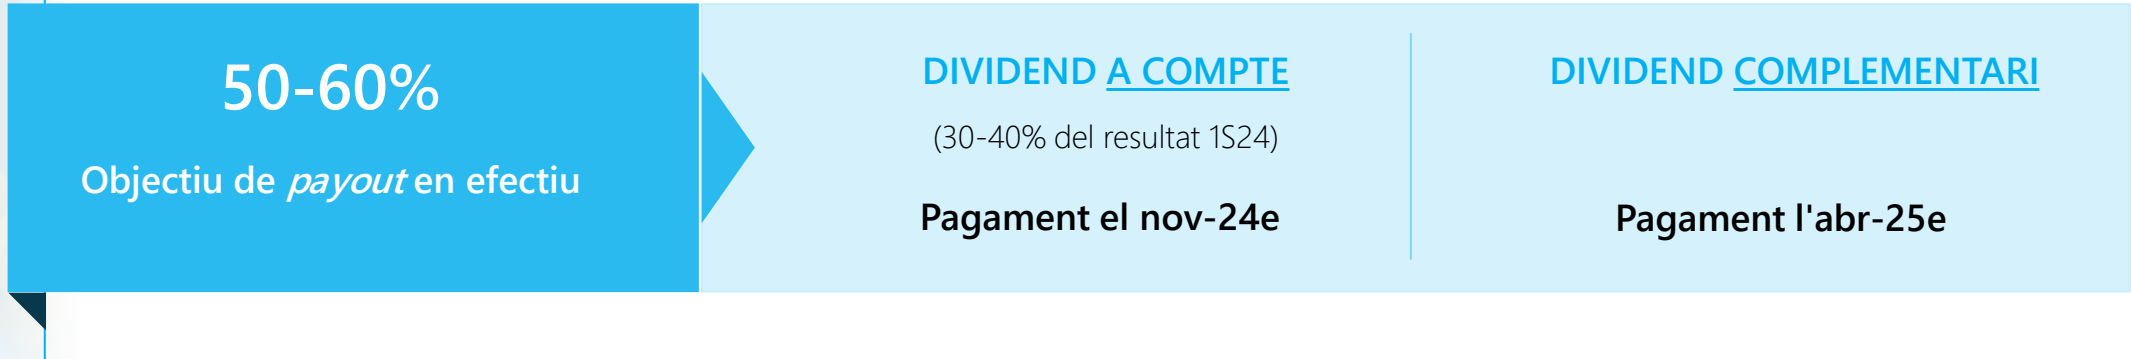 50-60%
Objectiu de payout en efectiu
DIVIDEND A COMPTE
(30-40% del resultat 1S24)
Pagament el nov-24e
DIVIDEND COMPLEMENTARI
Pagament l'abr-25e